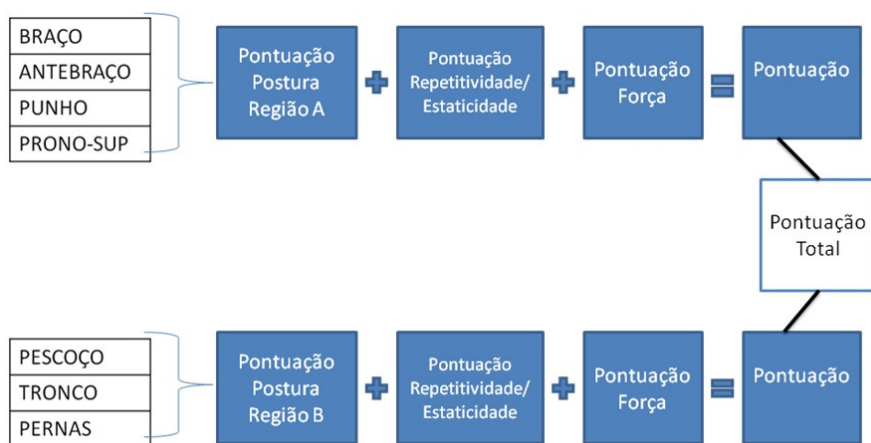 BRAÇO
ANTEBRAÇO
PUNHO
PRONO-SUP
Pontuação
Postura
Região A
Pontuação
Repetitividade/
Estaticidade
Pontuação
Força
Pontuação
Pontuação
Total
PESCOÇO
TRONCO
PERNAS
Pontuação
Postura
Região B
Pontuação
Repetitividade/
Estaticidade
Pontuação
Força
Pontuação